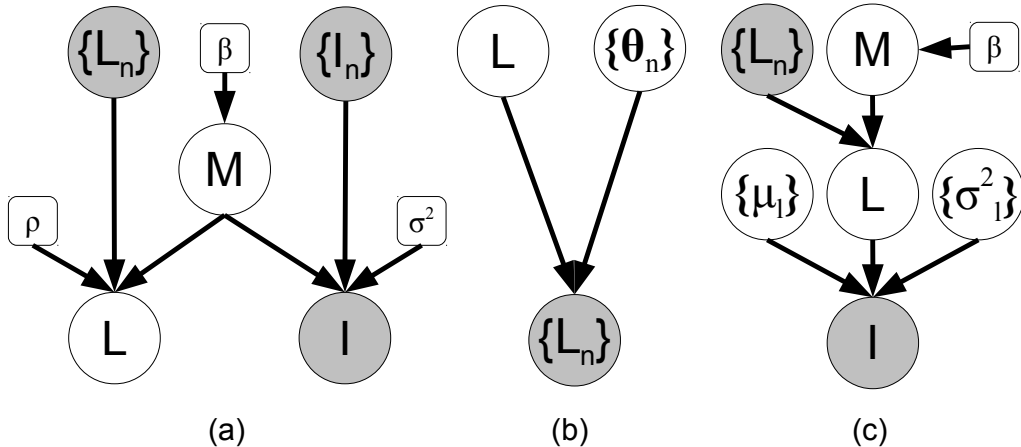 {Lₙ} β {Iₙ} L {θₙ} {Lₙ} M β
M
{μₗ} L {σ²ₗ}
ρ σ²
L I {Lₙ} I
(a) (b) (c)